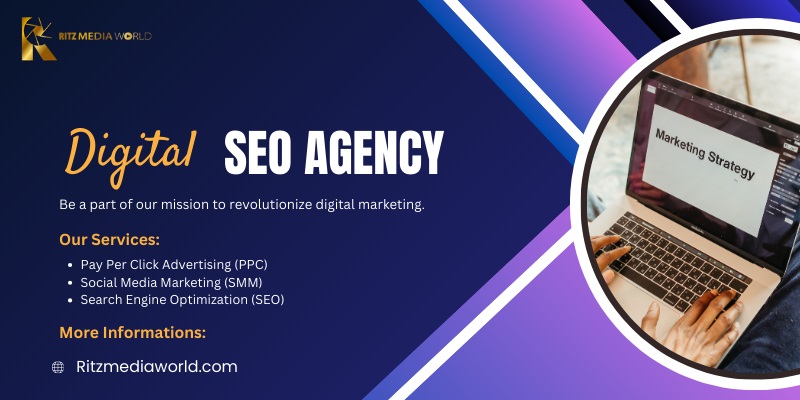 RITZ MEDIA WORLD
Digital SEO AGENCY
Be a part of our mission to revolutionize digital marketing.
Our Services:
Pay Per Click Advertising (PPC)
Social Media Marketing (SMM)
Search Engine Optimization (SEO)
More Informations:
Ritzmediaworld.com
Marketing Strategy